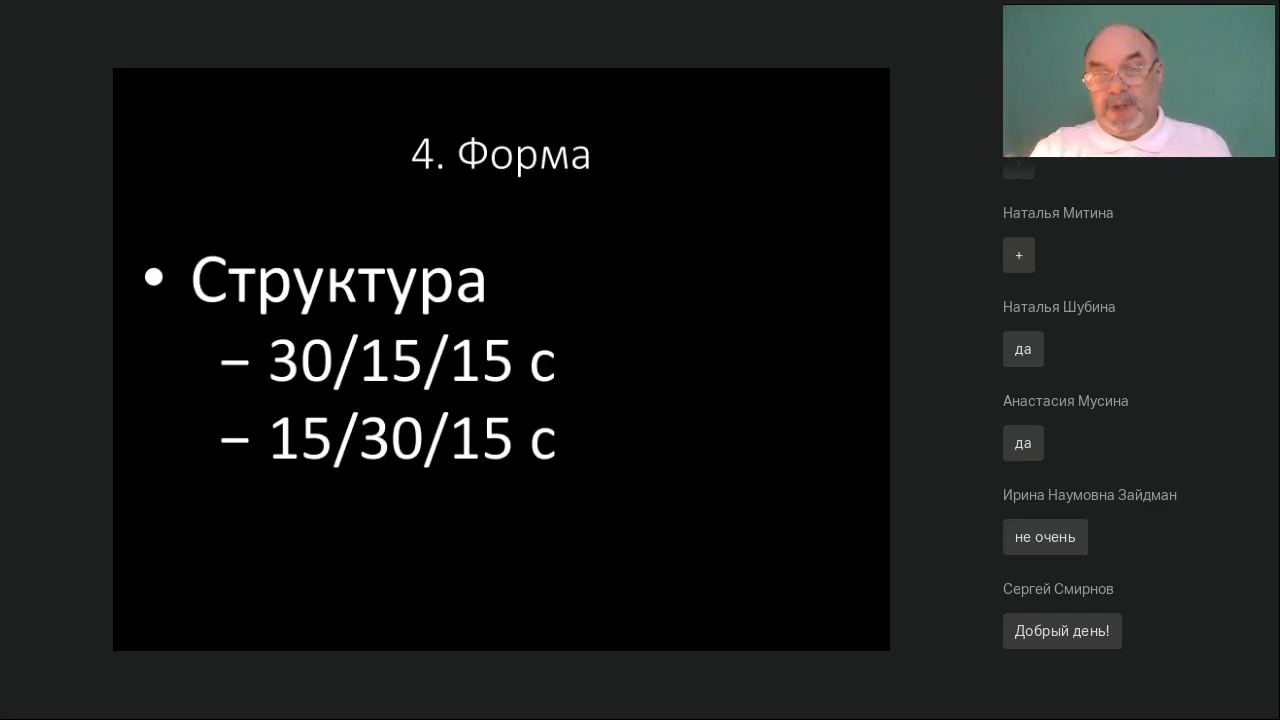 4. Форма
• Структура
– 30/15/15 с
– 15/30/15 с
Наталья Митина
+
Наталья Шубина
да
Анастасия Мусина
да
Ирина Наумовна Зайдман
не очень
Сергей Смирнов
Добрый день!